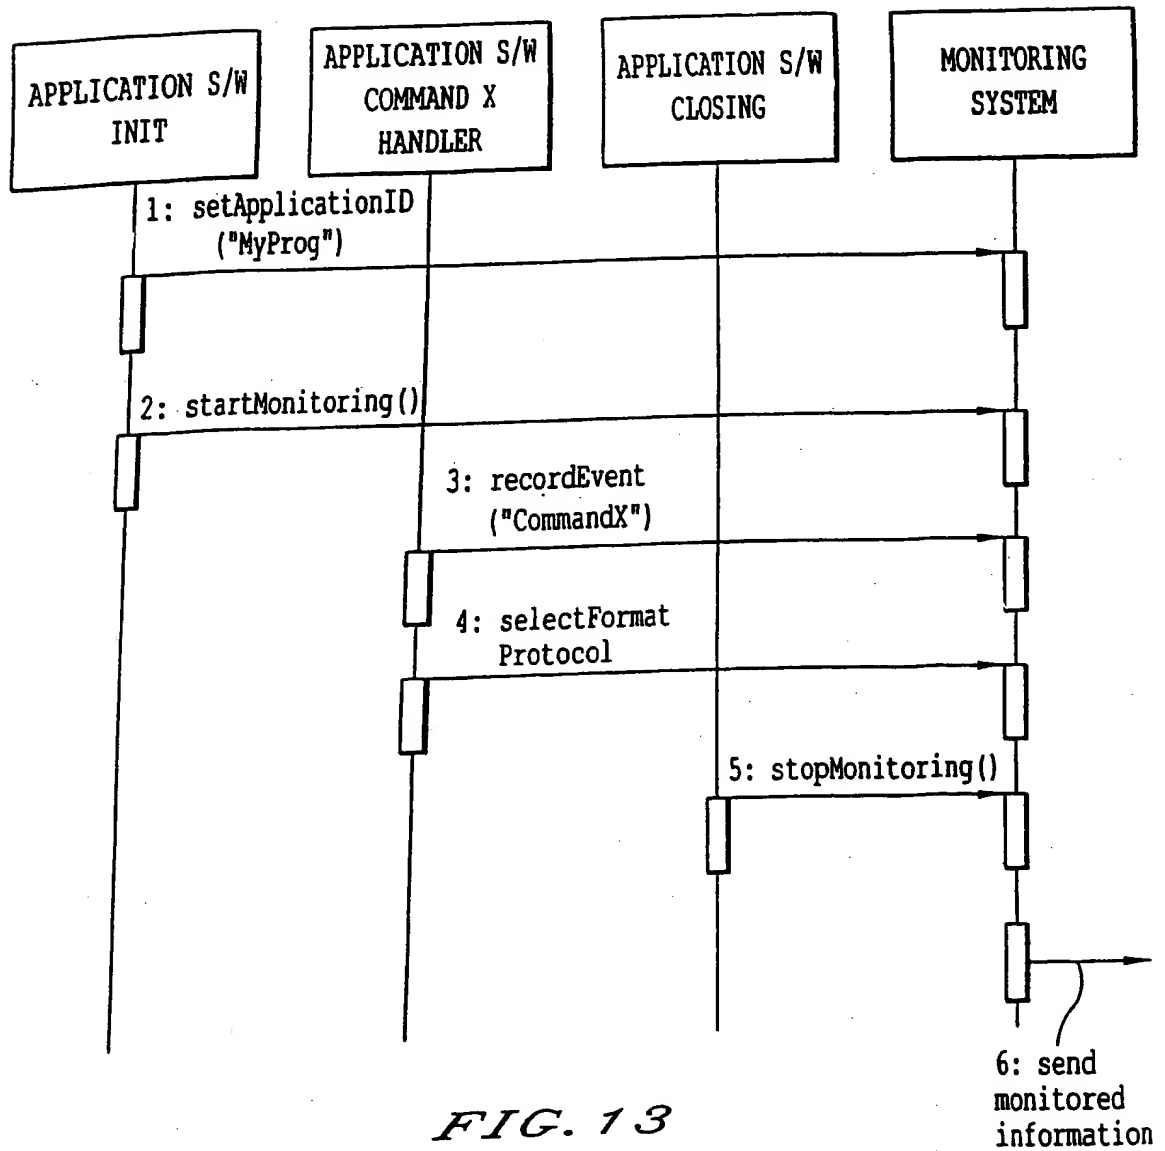 APPLICATION S/W
INIT
APPLICATION S/W
COMMAND X
HANDLER
APPLICATION S/W
CLOSING
MONITORING
SYSTEM
1: setApplicationID
("MyProg")
2: startMonitoring()
3: recordEvent
("CommandX")
4: selectFormat
Protocol
5: stopMonitoring()
6: send
monitored
information
FIG. 13